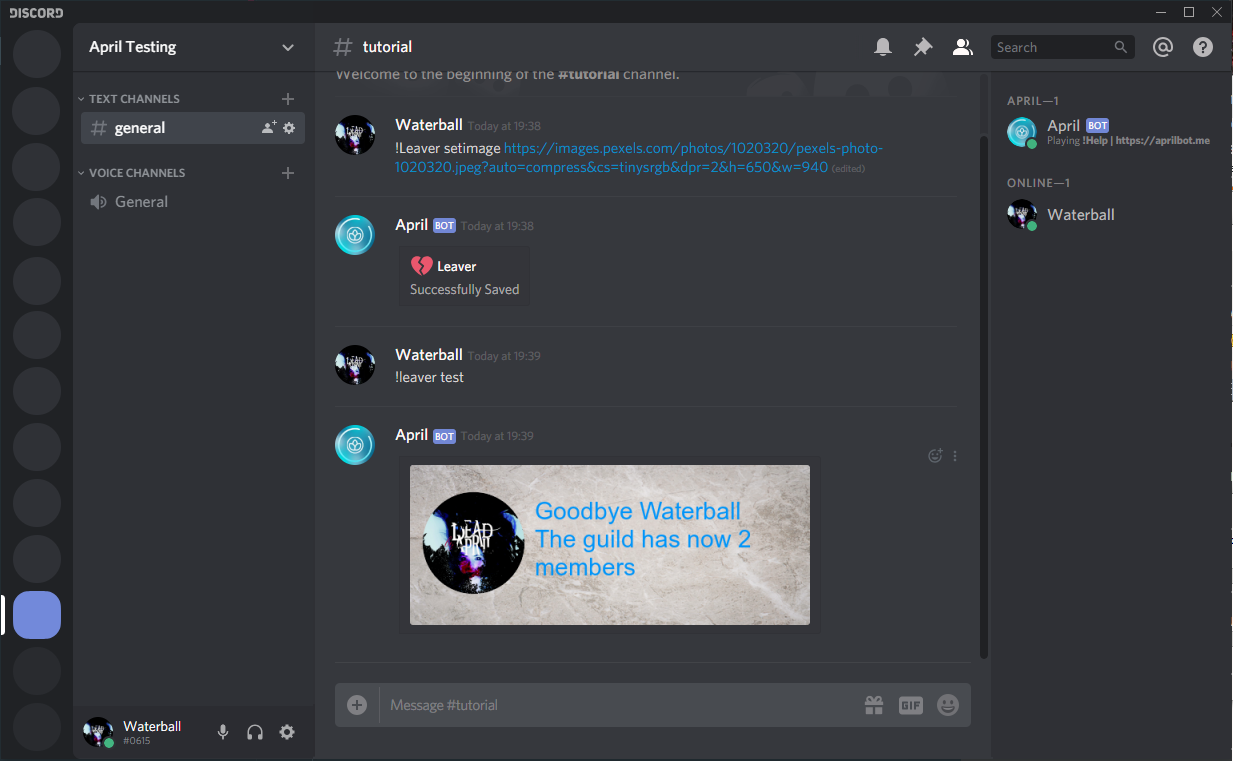 DISCORD
April Testing
TEXT CHANNELS
general
VOICE CHANNELS
General
Waterball
#0615
# tutorial
Search
Welcome to the beginning of the #tutorial channel.
Waterball Today at 19:38
!Leaver setimage https://images.pexels.com/photos/1020320/pexels-photo-
1020320.jpeg?auto=compress&cs=tinysrgb&dpr=2&h=650&w=940 (edited)
April BOT Today at 19:38
Leaver
Successfully Saved
Waterball Today at 19:39
!leaver test
April BOT Today at 19:39
DEAD
APRIL
Goodbye Waterball
The guild has now 2
members
Message #tutorial
GIF
APRIL—1
April BOT
Playing !Help | https://aprilbot.me
ONLINE—1
Waterball